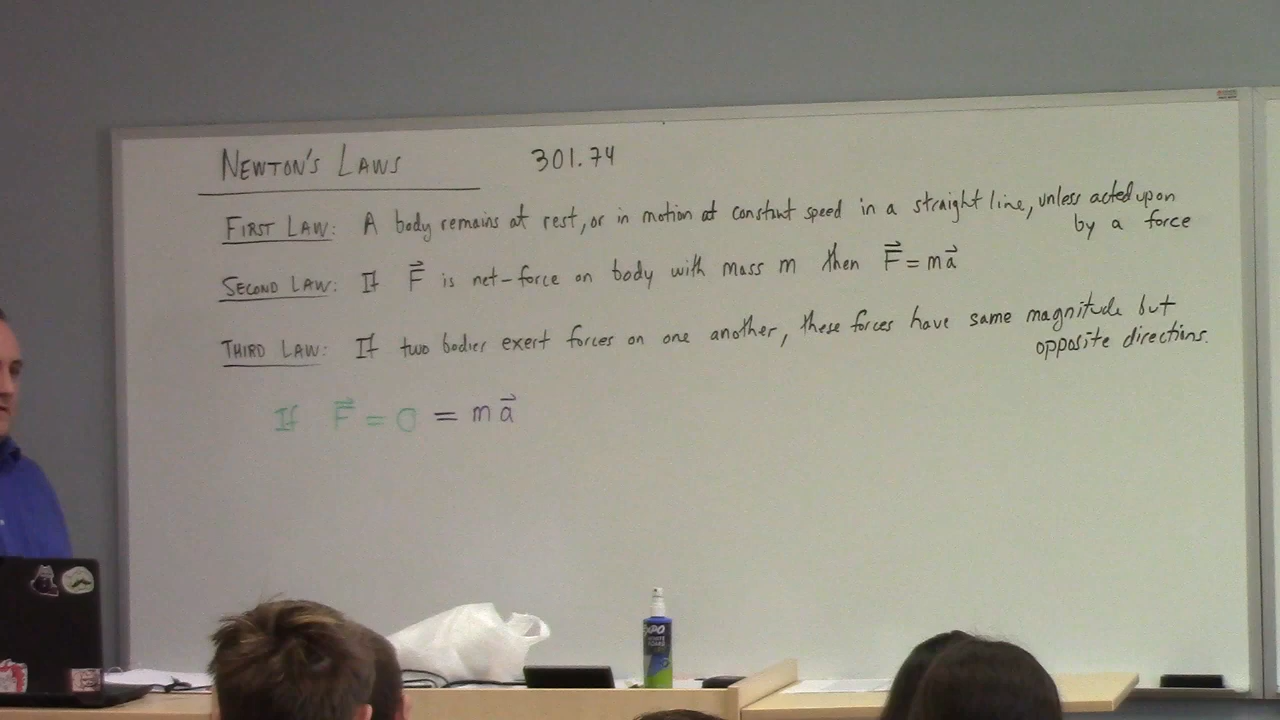 NEWTON'S LAWS 301.74
FIRST LAW: A body remains at rest, or in motion at constant speed in a straight line, unless acted upon
by a force
SECOND LAW: If F⃗ is net-force on body with mass m then F⃗ = ma⃗
THIRD LAW: If two bodies exert forces on one another, these forces have same magnitude but
opposite directions.
If F⃗ = 0 = ma⃗
EXPO